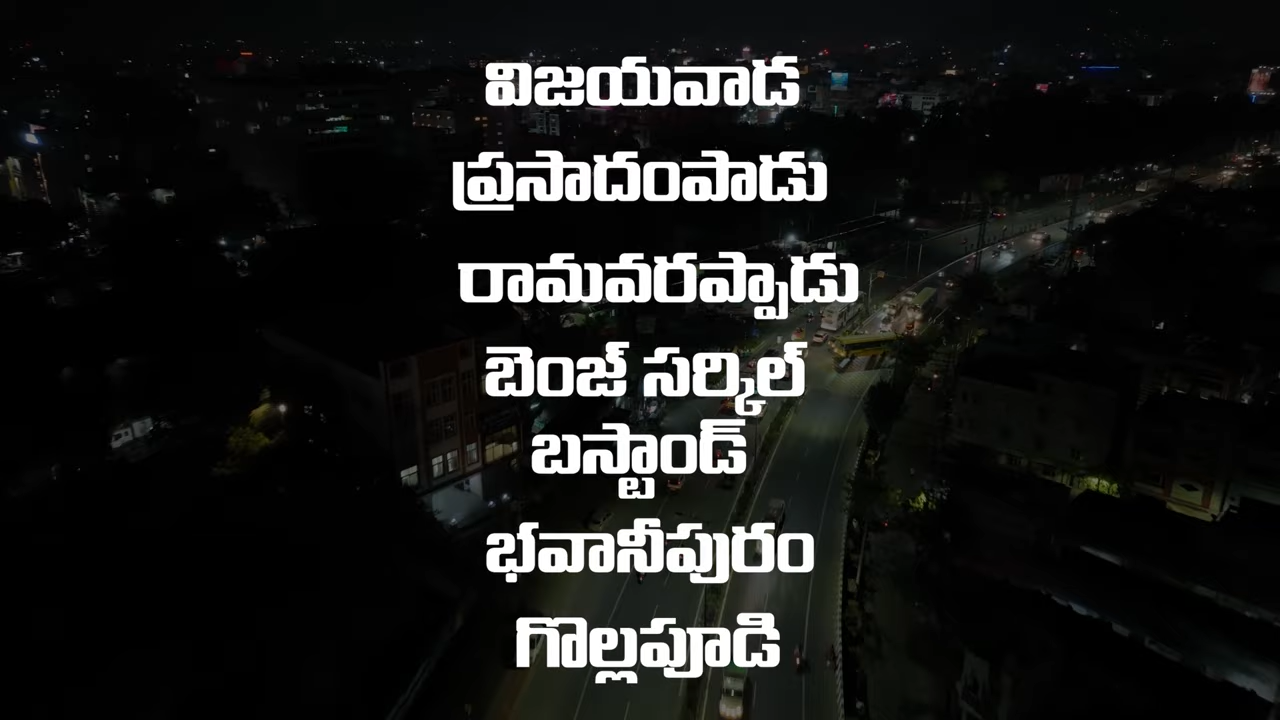 విజయవాడ
ప్రసాదంపాడు
రామవరప్పాడు
బెంజ్ సర్కిల్
బస్టాండ్
భవానీపురం
గొల్లపూడి